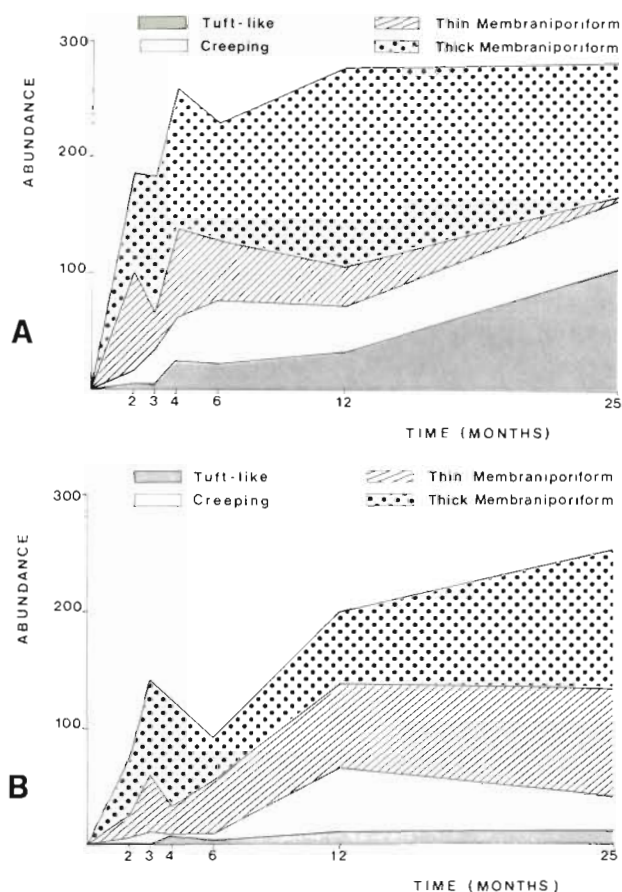 Tuft-like Thin Membraniporiform
Creeping Thick Membraniporiform
300
200
100
ABUNDANCE
A
2 3 4 6 12 25
TIME (MONTHS)
Tuft-like Thin Membraniporiform
Creeping Thick Membraniporiform
300
200
100
ABUNDANCE
B
2 3 4 6 12 25
TIME (MONTHS)